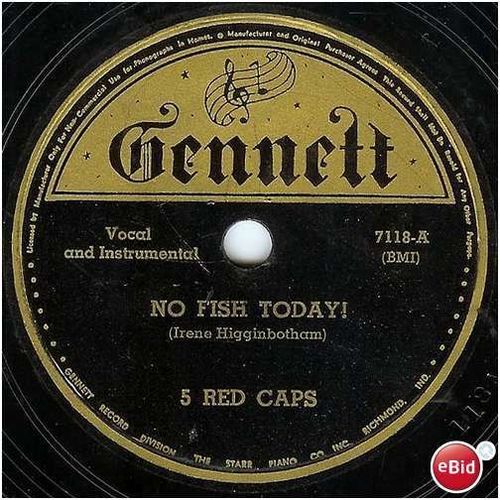 Licensed by Manufacturer Only For Non-Commercial Use for Phonographs in Homes. Manufacturer and Original Purchaser Agree This Record Shall Not Be Used For Any Other Purpose.
Gennett
Vocal
and Instrumental
7118-A
(BMI)
NO FISH TODAY!
(Irene Higginbotham)
5 RED CAPS
GENNETT RECORD DIVISION THE STARR PIANO CO INC. RICHMOND, IND.
eBid